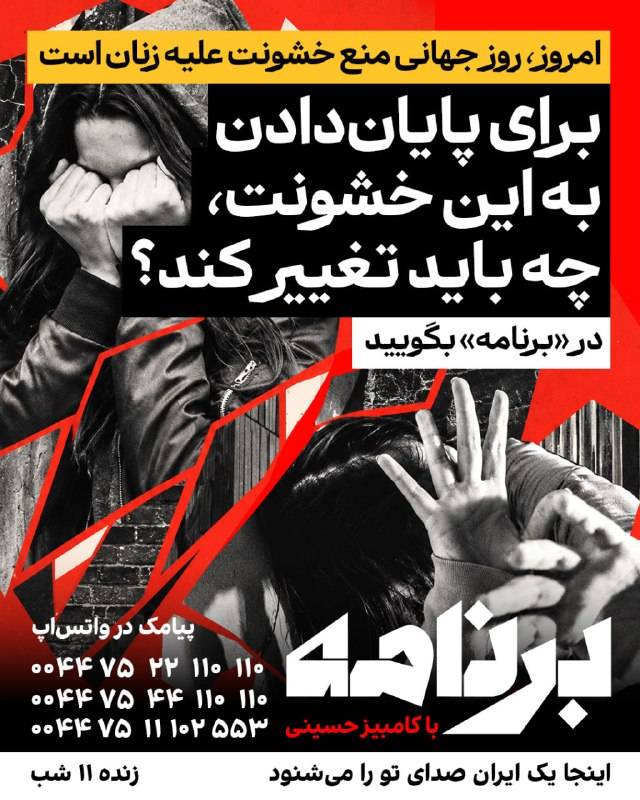 امروز، روز جهانی منع خشونت علیه زنان است
برای پایان‌دادن
به این خشونت،
چه باید تغییر کند؟
در «برنامه» بگویید
پیامک در واتس‌اپ
۰۰۴۴ ۷۵ ۲۲ ۱۱۰ ۱۱۰
۰۰۴۴ ۷۵ ۴۴ ۱۱۰ ۱۱۰
۰۰۴۴ ۷۵ ۱۱ ۱۰۲ ۵۵۳
برنامه
با کامبیز حسینی
اینجا یک ایران صدای تو را می‌شنود
زنده ۱۱ شب